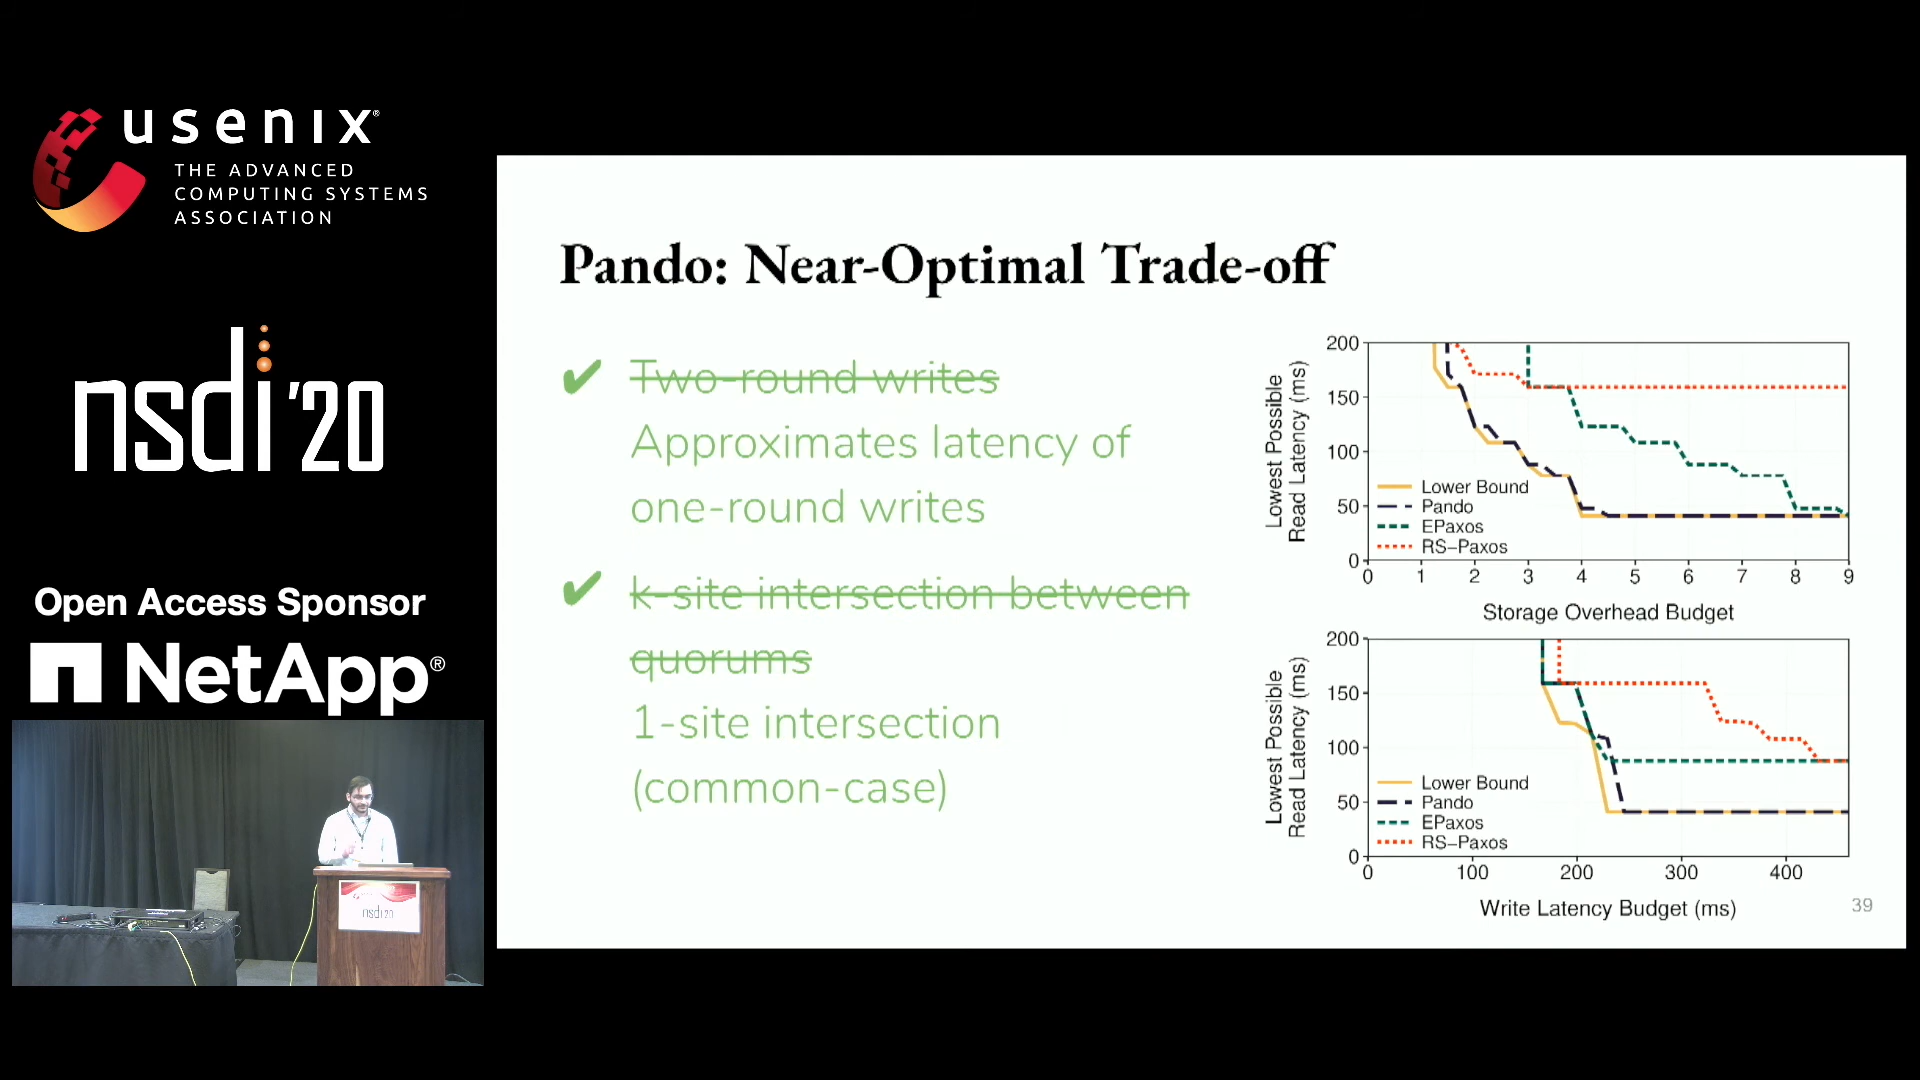 usenix®
THE ADVANCED
COMPUTING SYSTEMS
ASSOCIATION
nsdi '20
Open Access Sponsor
NetApp®
nsdi 20
Pando: Near-Optimal Trade-off
✔ Two-round writes
Approximates latency of
one-round writes
✔ k-site intersection between
quorums
1-site intersection
(common-case)
Lowest Possible
Read Latency (ms)
200
150
100
50
0
Lower Bound
Pando
EPaxos
RS–Paxos
0 1 2 3 4 5 6 7 8 9
Storage Overhead Budget
Lowest Possible
Read Latency (ms)
200
150
100
50
0
Lower Bound
Pando
EPaxos
RS–Paxos
0 100 200 300 400
Write Latency Budget (ms)
39